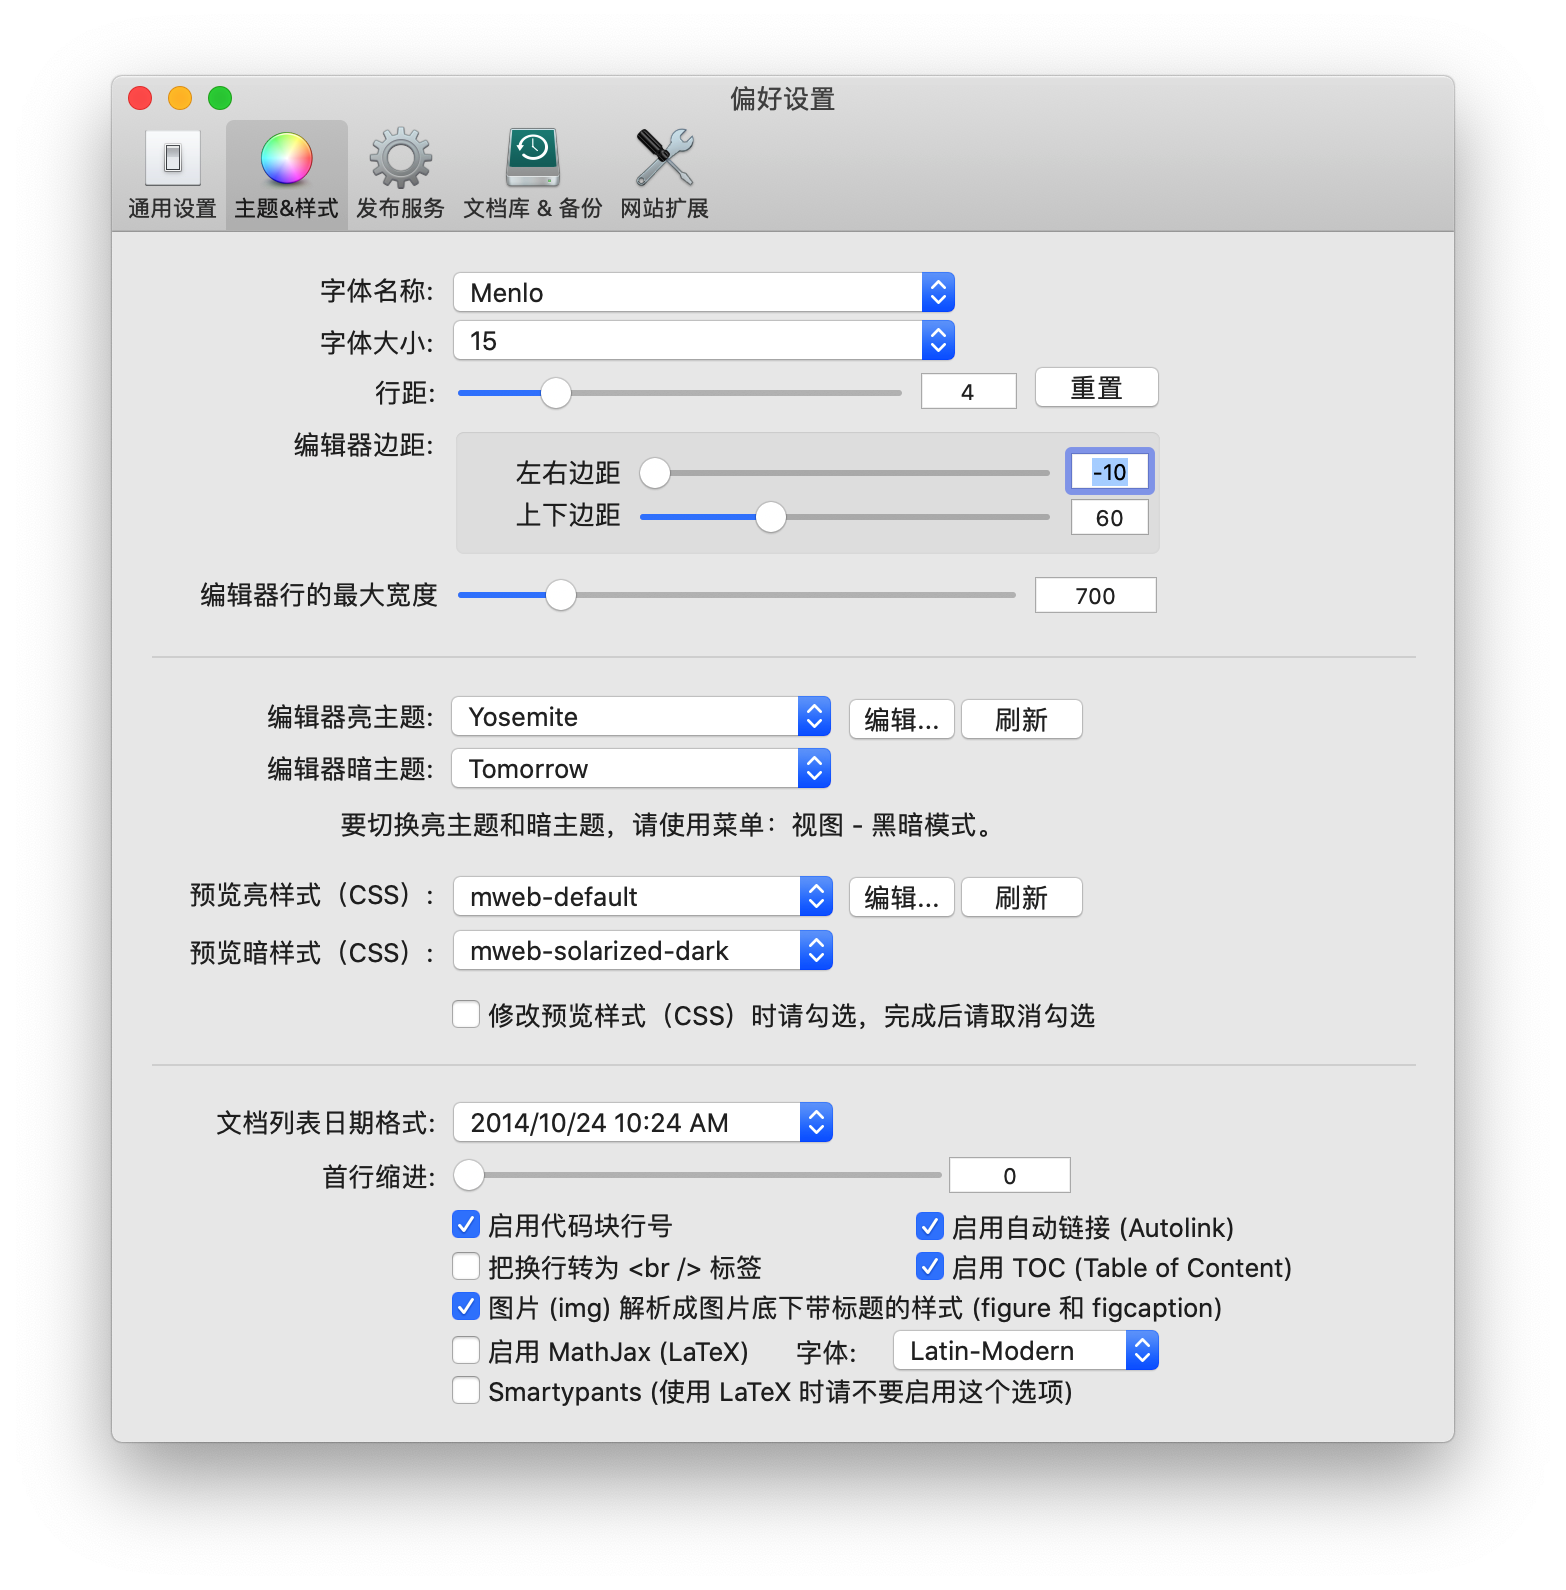 偏好设置
通用设置 主题&样式 发布服务 文档库 & 备份 网站扩展
字体名称: Menlo
字体大小: 15
行距: 4 重置
编辑器边距:
左右边距 -10
上下边距 60
编辑器行的最大宽度 700
编辑器亮主题: Yosemite 编辑... 刷新
编辑器暗主题: Tomorrow
要切换亮主题和暗主题，请使用菜单：视图 - 黑暗模式。
预览亮样式（CSS）: mweb-default 编辑... 刷新
预览暗样式（CSS）: mweb-solarized-dark
修改预览样式（CSS）时请勾选，完成后请取消勾选
文档列表日期格式: 2014/10/24 10:24 AM
首行缩进: 0
启用代码块行号 启用自动链接 (Autolink)
把换行转为 <br /> 标签 启用 TOC (Table of Content)
图片 (img) 解析成图片底下带标题的样式 (figure 和 figcaption)
启用 MathJax (LaTeX) 字体: Latin-Modern
Smartypants (使用 LaTeX 时请不要启用这个选项)